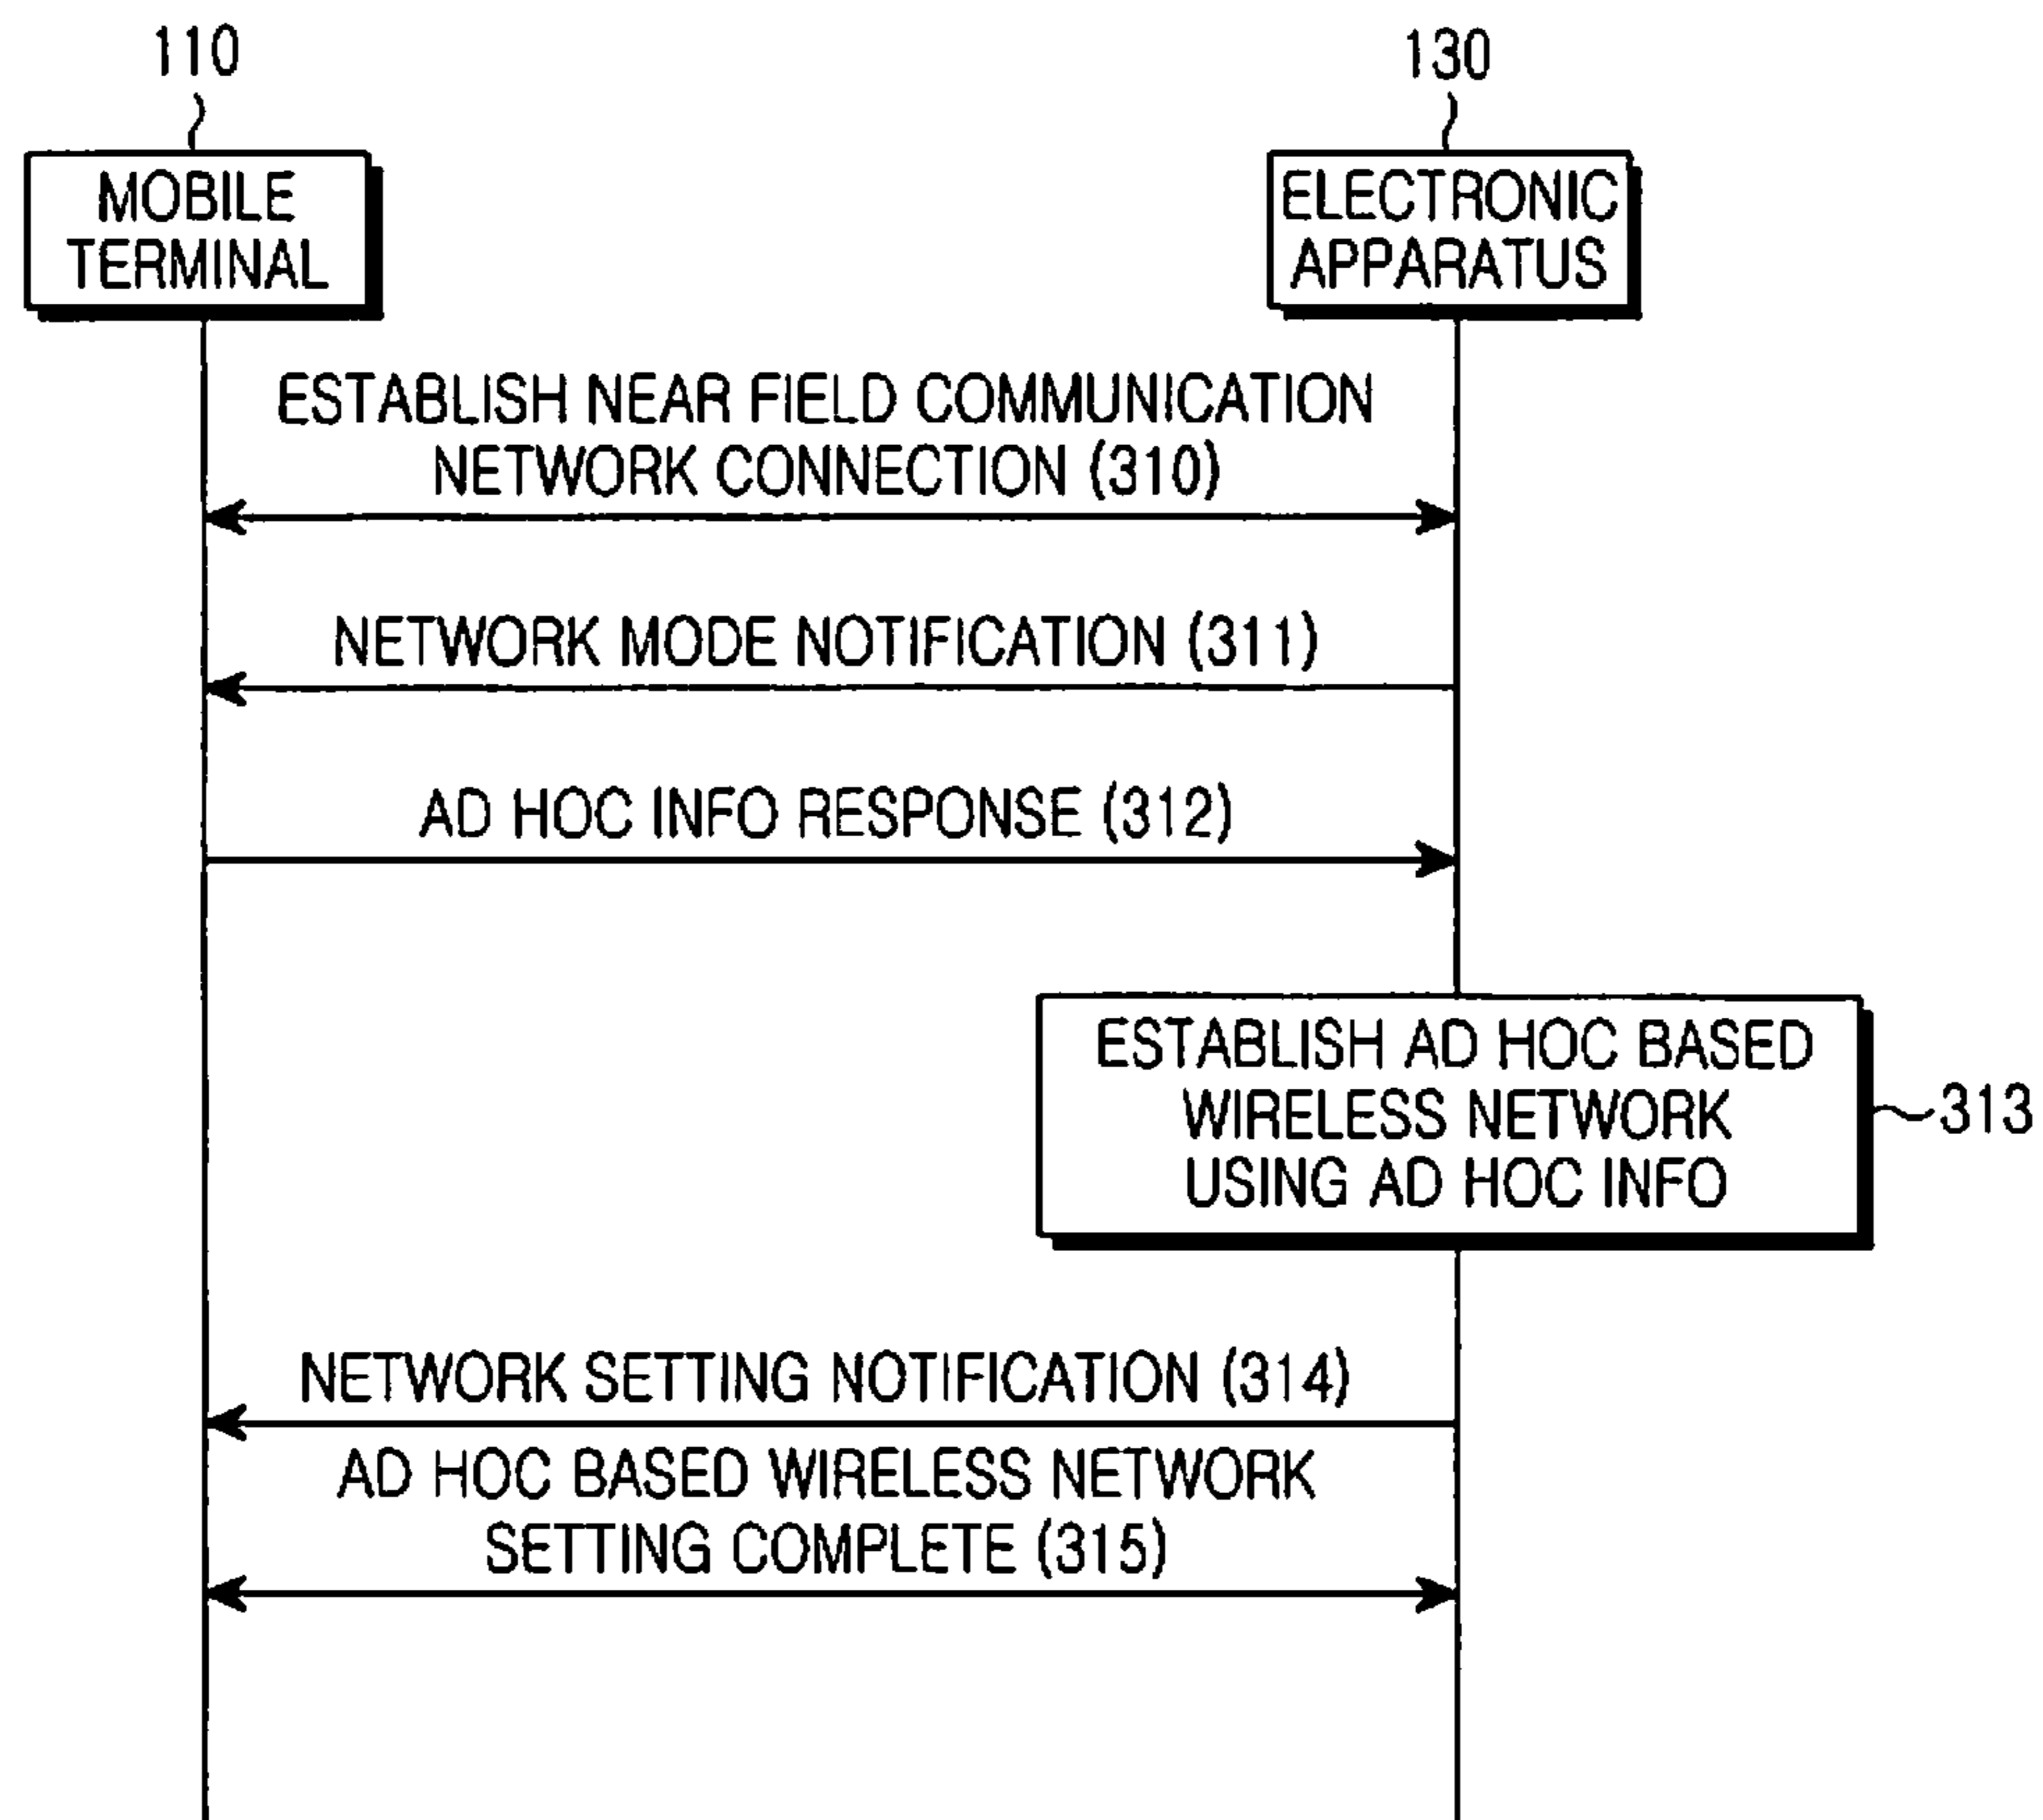 110
130
MOBILE
TERMINAL
ELECTRONIC
APPARATUS
ESTABLISH NEAR FIELD COMMUNICATION
NETWORK CONNECTION (310)
NETWORK MODE NOTIFICATION (311)
AD HOC INFO RESPONSE (312)
ESTABLISH AD HOC BASED
WIRELESS NETWORK
USING AD HOC INFO
313
NETWORK SETTING NOTIFICATION (314)
AD HOC BASED WIRELESS NETWORK
SETTING COMPLETE (315)